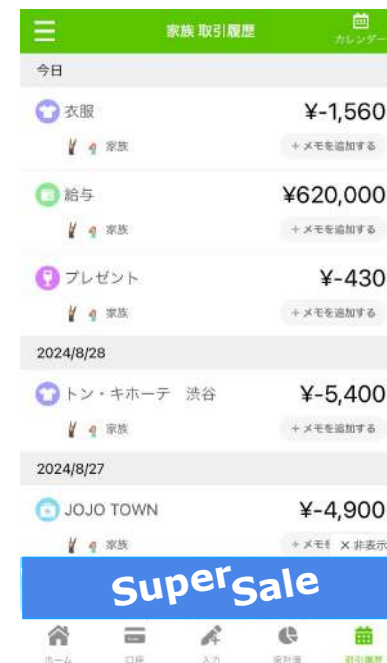 家族 取引履歴
カレンダー
今日
衣服 ¥-1,560
家族 +メモを追加する
給与 ¥620,000
家族 +メモを追加する
プレゼント ¥-430
家族 +メモを追加する
2024/8/28
トン・キホーテ 渋谷 ¥-5,400
家族 +メモを追加する
2024/8/27
JOJO TOWN ¥-4,900
家族 +メモを ×非表示
Super Sale
ホーム 口座 入力 家計簿 取引履歴